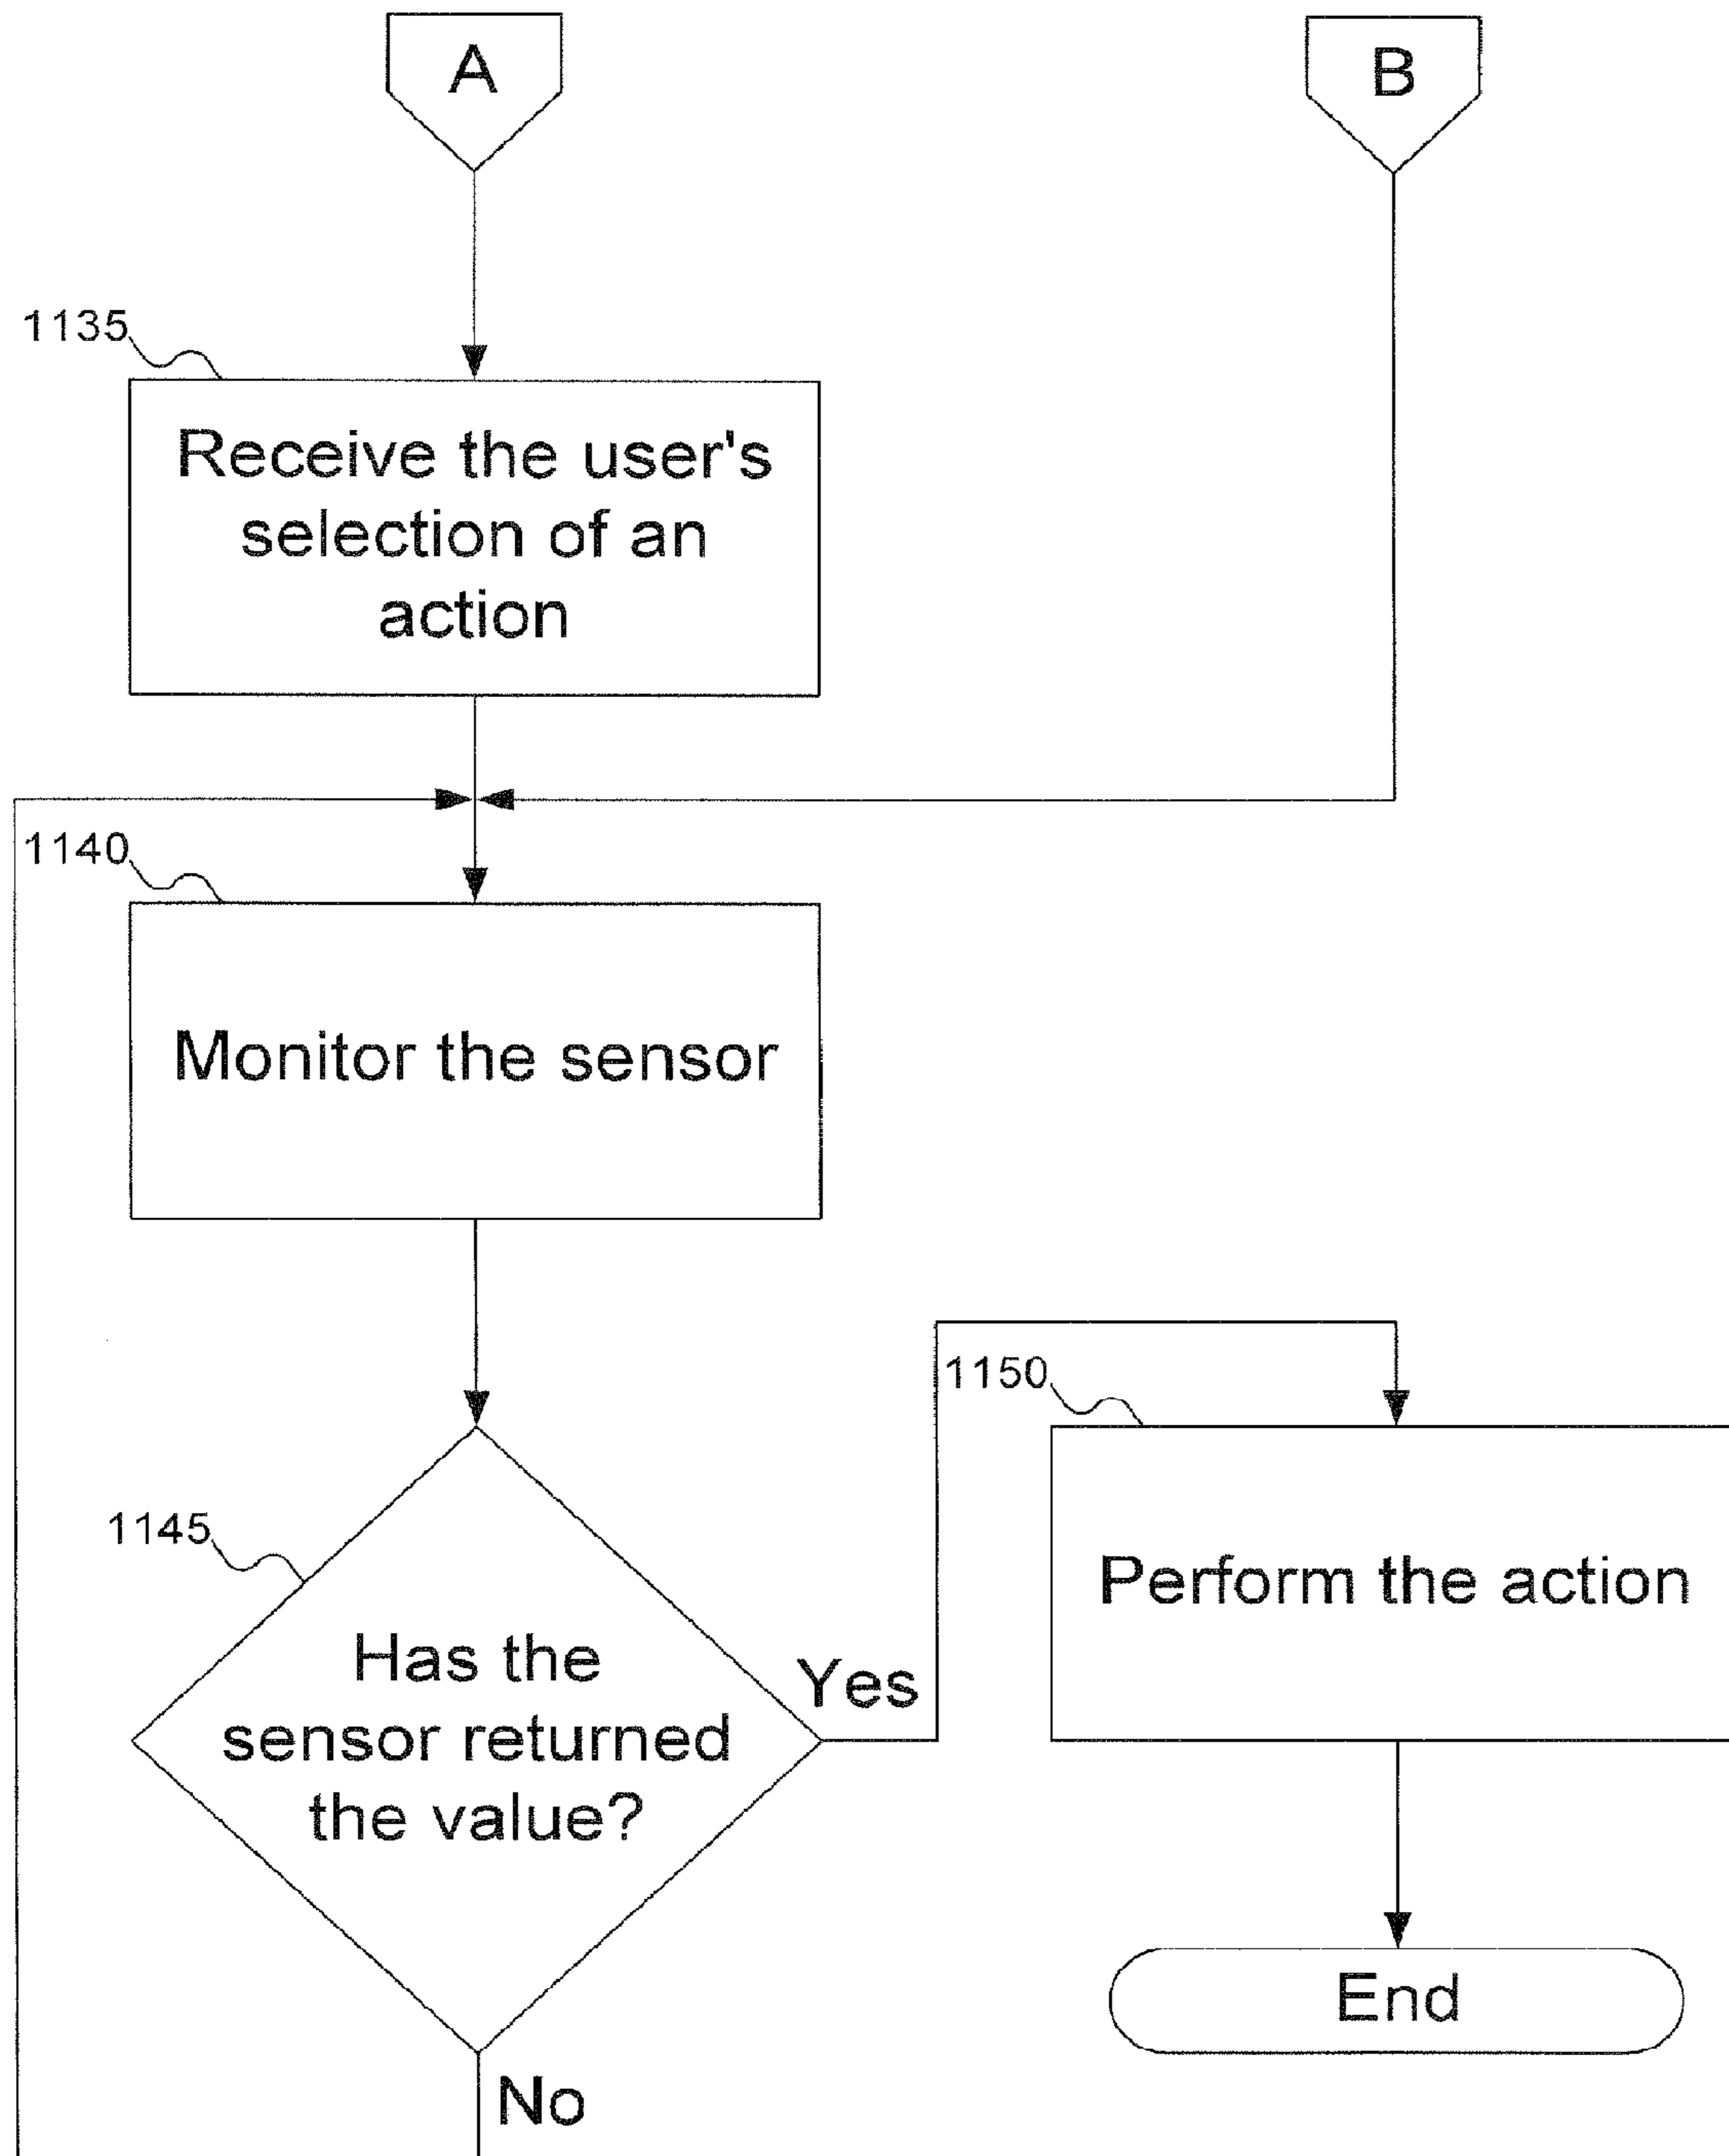 A
B
1135
Receive the user's
selection of an
action
1140
Monitor the sensor
1145
Has the
sensor returned
the value?
Yes
No
1150
Perform the action
End